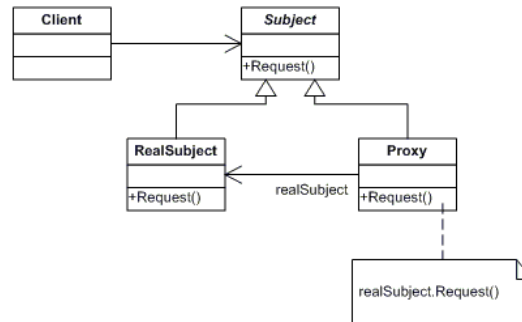 Client
Subject
+Request()
RealSubject
+Request()
Proxy
+Request()
realSubject
realSubject.Request()